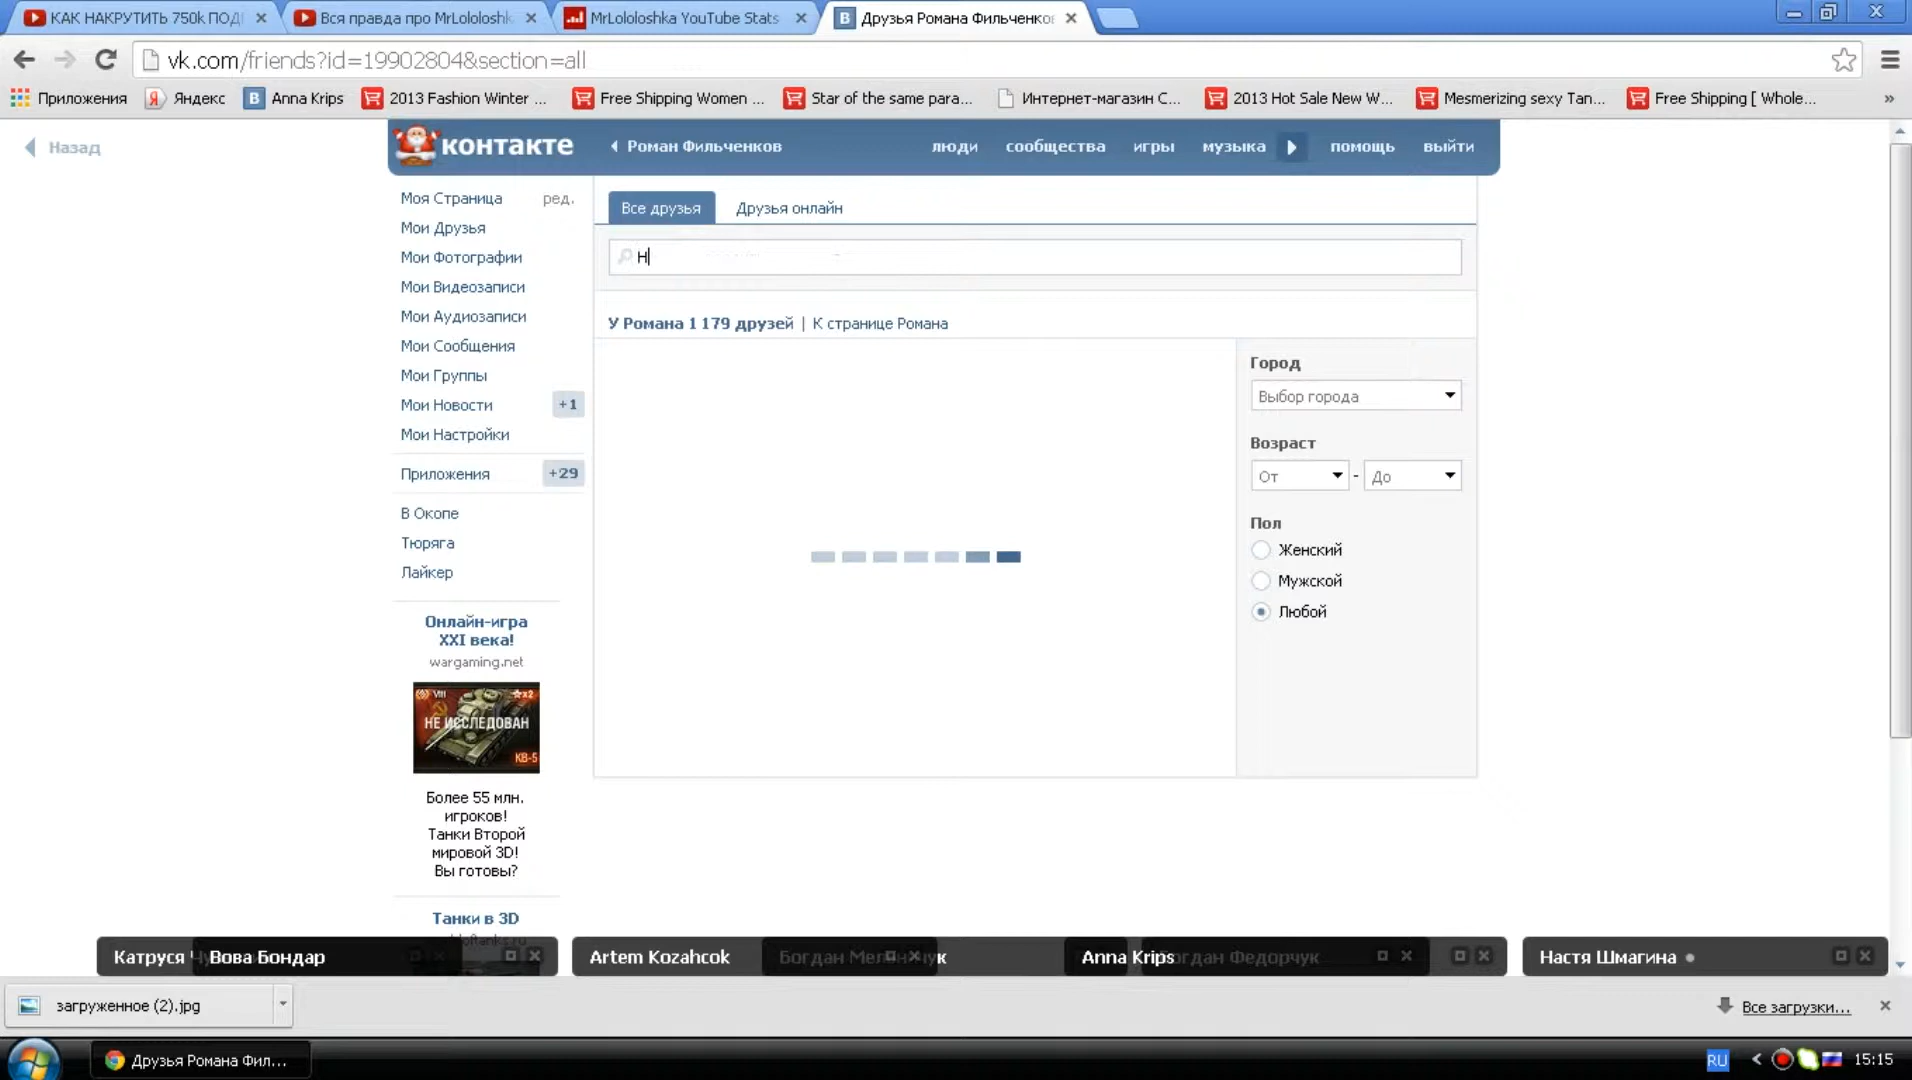 КАК НАКРУТИТЬ 750k ПОД
Вся правда про MrLololoshk
MrLololoshka YouTube Stats
Друзья Романа Фильченков
vk.com/friends?id=19902804&section=all
Приложения
Яндекс
Anna Krips
2013 Fashion Winter ...
Free Shipping Women ...
Star of the same para...
Интернет-магазин С...
2013 Hot Sale New W...
Mesmerizing sexy Tan...
Free Shipping [ Whole...
»
Назад
контакте
Роман Фильченков
люди
сообщества
игры
музыка
помощь
выйти
Моя Страница
ред.
Мои Друзья
Мои Фотографии
Мои Видеозаписи
Мои Аудиозаписи
Мои Сообщения
Мои Группы
Мои Новости
+1
Мои Настройки
Приложения
+29
В Окопе
Тюряга
Лайкер
Онлайн-игра
XXI века!
wargaming.net
VIII
x2
НЕ ИССЛЕДОВАН
КВ-5
Более 55 млн.
игроков!
Танки Второй
мировой 3D!
Вы готовы?
Танки в 3D
Все друзья
Друзья онлайн
Н
У Романа 1 179 друзей | К странице Романа
Город
Выбор города
Возраст
От
-
До
Пол
Женский
Мужской
Любой
Катруся
Вова Бондар
Artem Kozahcok
Богдан
Anna Krips
Богдан Федорчук
Настя Шмагина
загруженное (2).jpg
Все загрузки...
Друзья Романа Фил...
RU
<
15:15